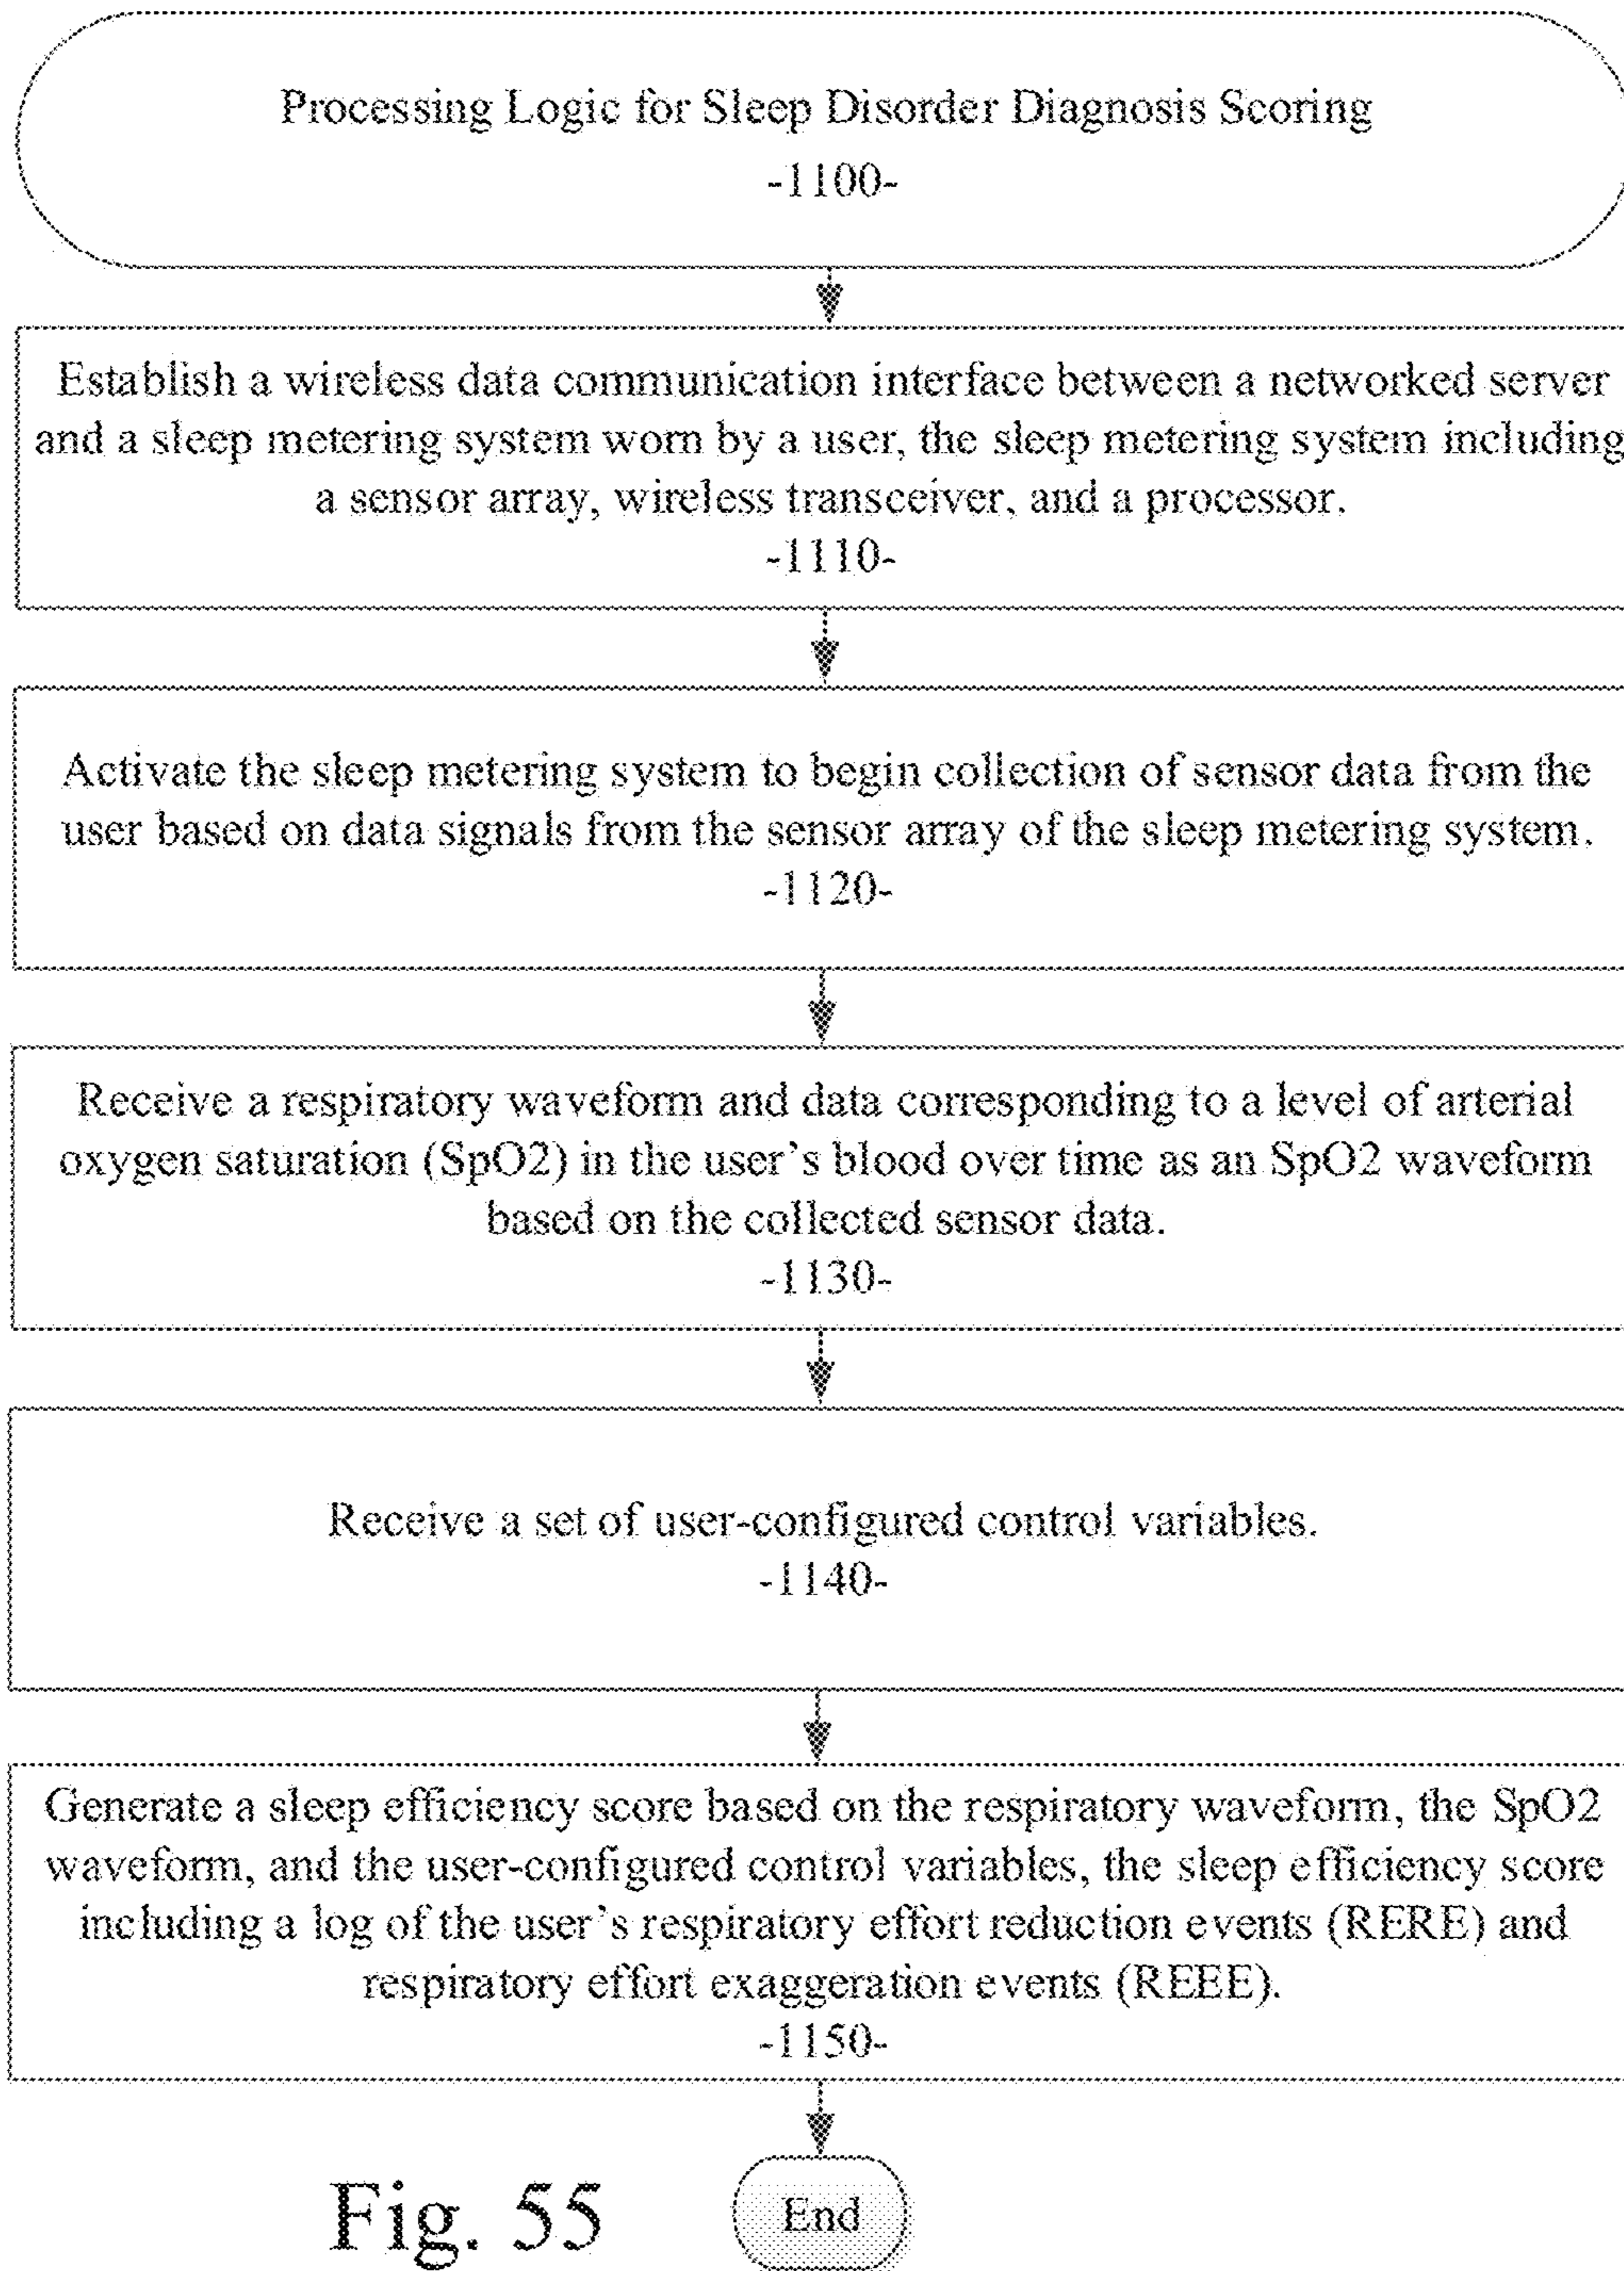 Processing Logic for Sleep Disorder Diagnosis Scoring
-1100-
Establish a wireless data communication interface between a networked server
and a sleep metering system worn by a user, the sleep metering system including
a sensor array, wireless transceiver, and a processor.
-1110-
Activate the sleep metering system to begin collection of sensor data from the
user based on data signals from the sensor array of the sleep metering system.
-1120-
Receive a respiratory waveform and data corresponding to a level of arterial
oxygen saturation (SpO2) in the user's blood over time as an SpO2 waveform
based on the collected sensor data.
-1130-
Receive a set of user-configured control variables.
-1140-
Generate a sleep efficiency score based on the respiratory waveform, the SpO2
waveform, and the user-configured control variables, the sleep efficiency score
including a log of the user's respiratory effort reduction events (RERE) and
respiratory effort exaggeration events (REEE).
-1150-
Fig. 55
End